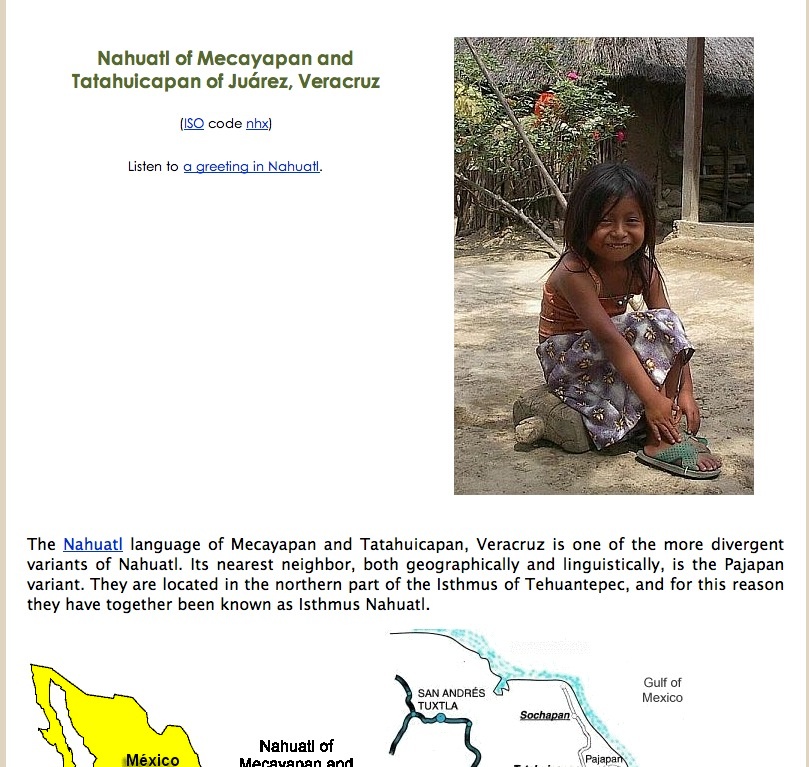 Nahuatl of Mecayapan and
Tatahuicapan of Juárez, Veracruz
(ISO code nhx)
Listen to a greeting in Nahuatl.
The Nahuatl language of Mecayapan and Tatahuicapan, Veracruz is one of the more divergent
variants of Nahuatl. Its nearest neighbor, both geographically and linguistically, is the Pajapan
variant. They are located in the northern part of the Isthmus of Tehuantepec, and for this reason
they have together been known as Isthmus Nahuatl.
México
Nahuatl of
Mecayapan and
SAN ANDRÉS
TUXTLA
Sochapan
Gulf of
Mexico
Pajapan